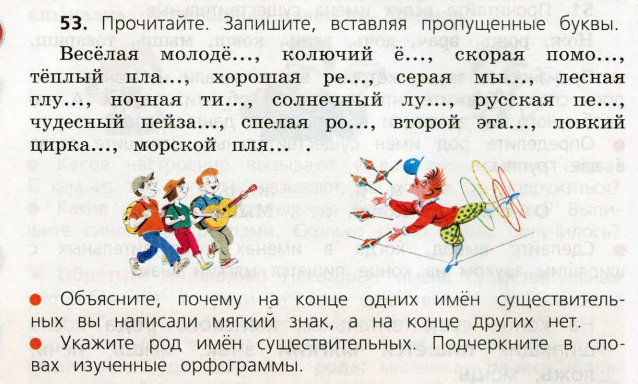 53. Прочитайте. Запишите, вставляя пропущенные буквы.
Весёлая молодё..., колючий ё..., скорая помо...,
тёплый пла..., хорошая ре..., серая мы..., лесная
глу..., ночная ти..., солнечный лу..., русская пе...,
чудесный пейза..., спелая ро..., второй эта..., ловкий
цирка..., морской пля... .
● Объясните, почему на конце одних имён существитель-
ных вы написали мягкий знак, а на конце других нет.
● Укажите род имён существительных. Подчеркните в сло-
вах изученные орфограммы.